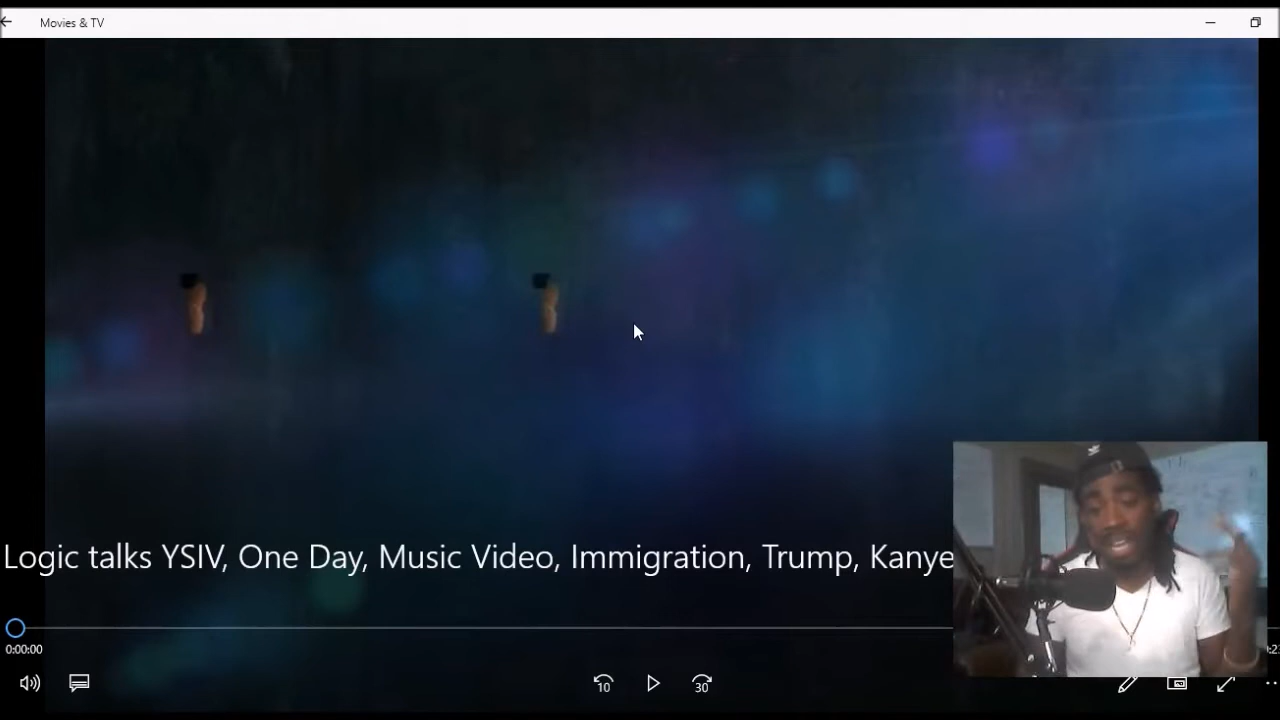 Movies & TV
Logic talks YSIV, One Day, Music Video, Immigration, Trump, Kanye
0:00:00
10
30